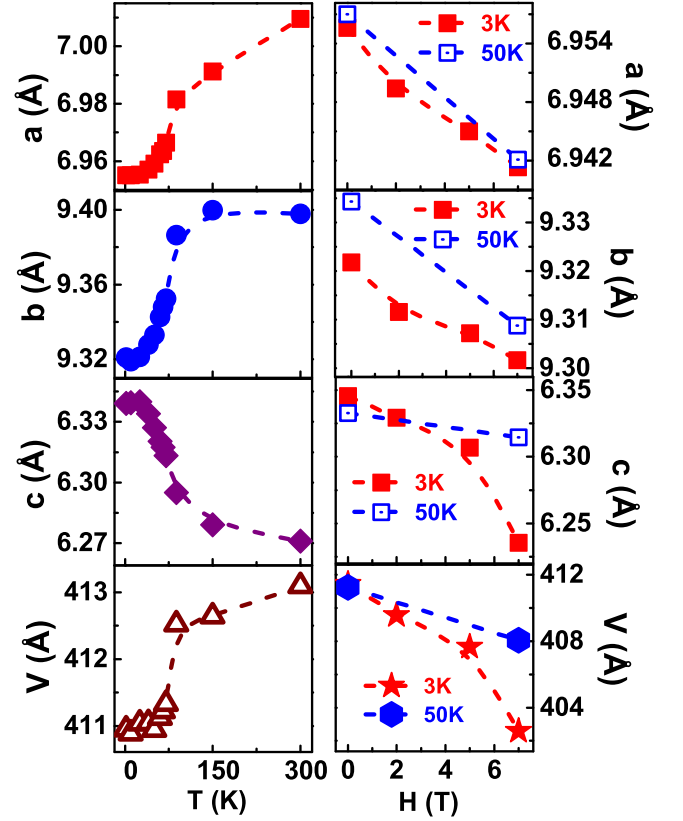 7.00
6.98
6.96
a (Å)
3K
50K
6.954
6.948
6.942
a (Å)
9.40
9.36
9.32
b (Å)
3K
50K
9.33
9.32
9.31
9.30
b (Å)
6.33
6.30
6.27
c (Å)
3K
50K
6.35
6.30
6.25
c (Å)
413
412
411
V (Å)
3K
50K
412
408
404
V (Å)
0 150 300
T (K)
0 2 4 6
H (T)